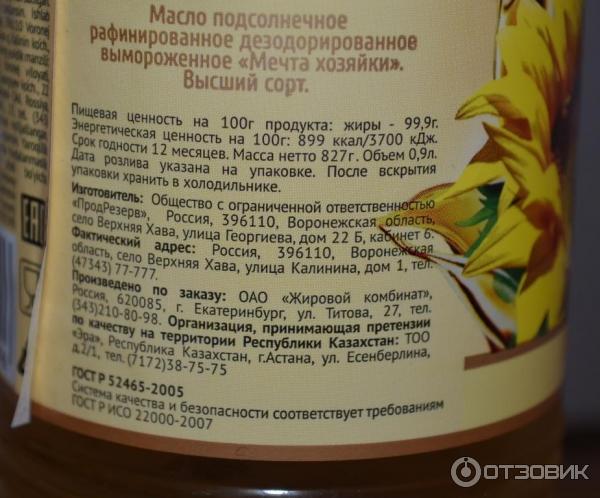 Масло подсолнечное
рафинированное дезодорированное
вымороженное «Мечта хозяйки».
Высший сорт.
Пищевая ценность на 100г продукта: жиры - 99,9г.
Энергетическая ценность на 100г: 899 ккал/3700 кДж.
Срок годности 12 месяцев. Масса нетто 827г. Объем 0,9л.
Дата розлива указана на упаковке. После вскрытия
упаковки хранить в холодильнике.
Изготовитель: Общество с ограниченной ответственностью
«ПродРезерв», Россия, 396110, Воронежская область,
село Верхняя Хава, улица Георгиева, дом 22 Б, кабинет 6.
Фактический адрес: Россия, 396110, Воронежская
область, село Верхняя Хава, улица Калинина, дом 1, тел.
(47343) 77-777.
Произведено по заказу: ОАО «Жировой комбинат»,
Россия, 620085, г. Екатеринбург, ул. Титова, 27, тел.
(343)210-80-98. Организация, принимающая претензии
по качеству на территории Республики Казахстан: ТОО
«Эра», Республика Казахстан, г.Астана, ул. Есенберлина,
д.2/1, тел. (7172)38-75-75
ГОСТ Р 52465-2005
Система качества и безопасности соответствует требованиям
ГОСТ Р ИСО 22000-2007
EAC
ОТЗОВИК